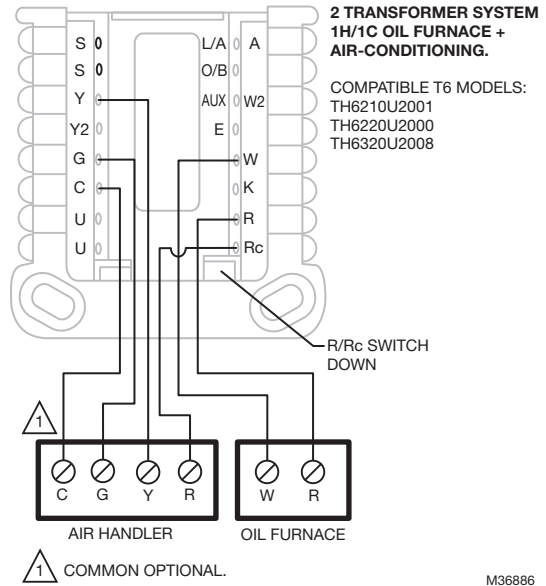 2 TRANSFORMER SYSTEM
1H/1C OIL FURNACE +
AIR-CONDITIONING.
COMPATIBLE T6 MODELS:
TH6210U2001
TH6220U2000
TH6320U2008
S
S
Y
Y2
G
C
U
U
L/A A
O/B
AUX W2
E
W
K
R
Rc
R/Rc SWITCH
DOWN
1
C G Y R
AIR HANDLER
W R
OIL FURNACE
1 COMMON OPTIONAL.
M36886